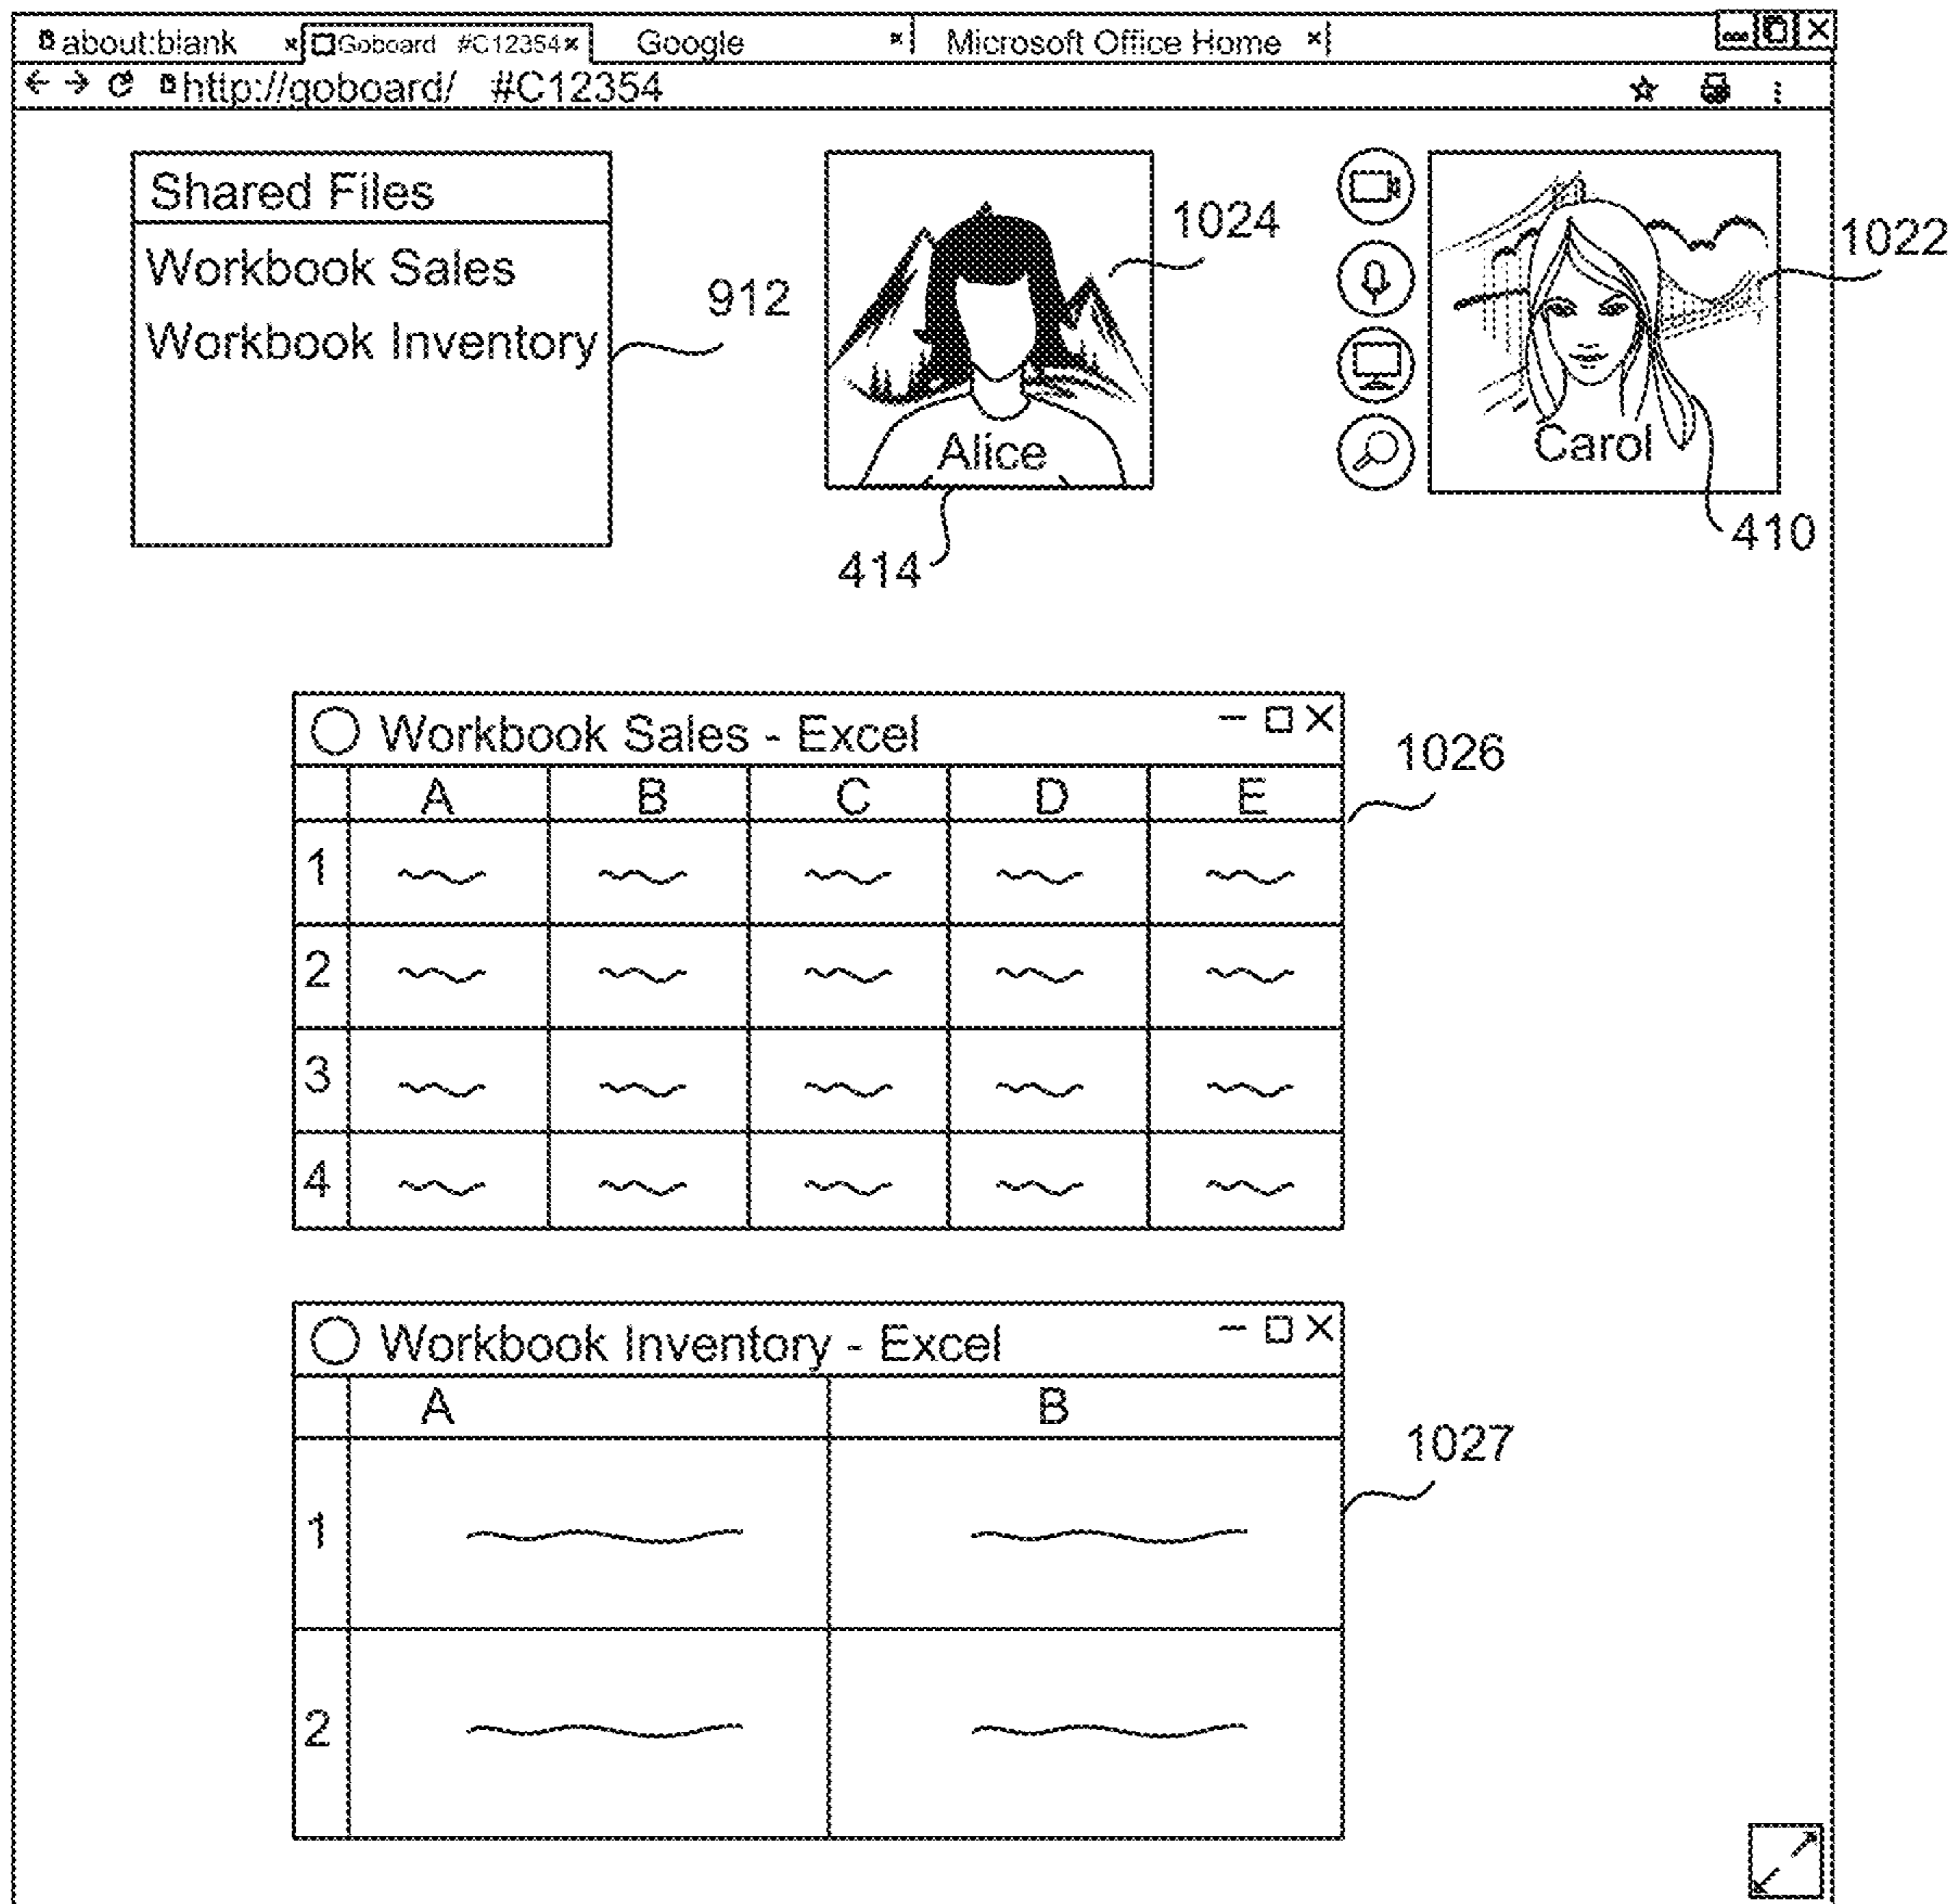 about:blank Goboard #C12354 Google Microsoft Office Home
http://goboard/ #C12354
Shared Files
Workbook Sales
Workbook Inventory
912
Alice
1024
414
Carol
1022
410
Workbook Sales - Excel
1026
A B C D E
1
2
3
4
Workbook Inventory - Excel
A B
1027
1
2